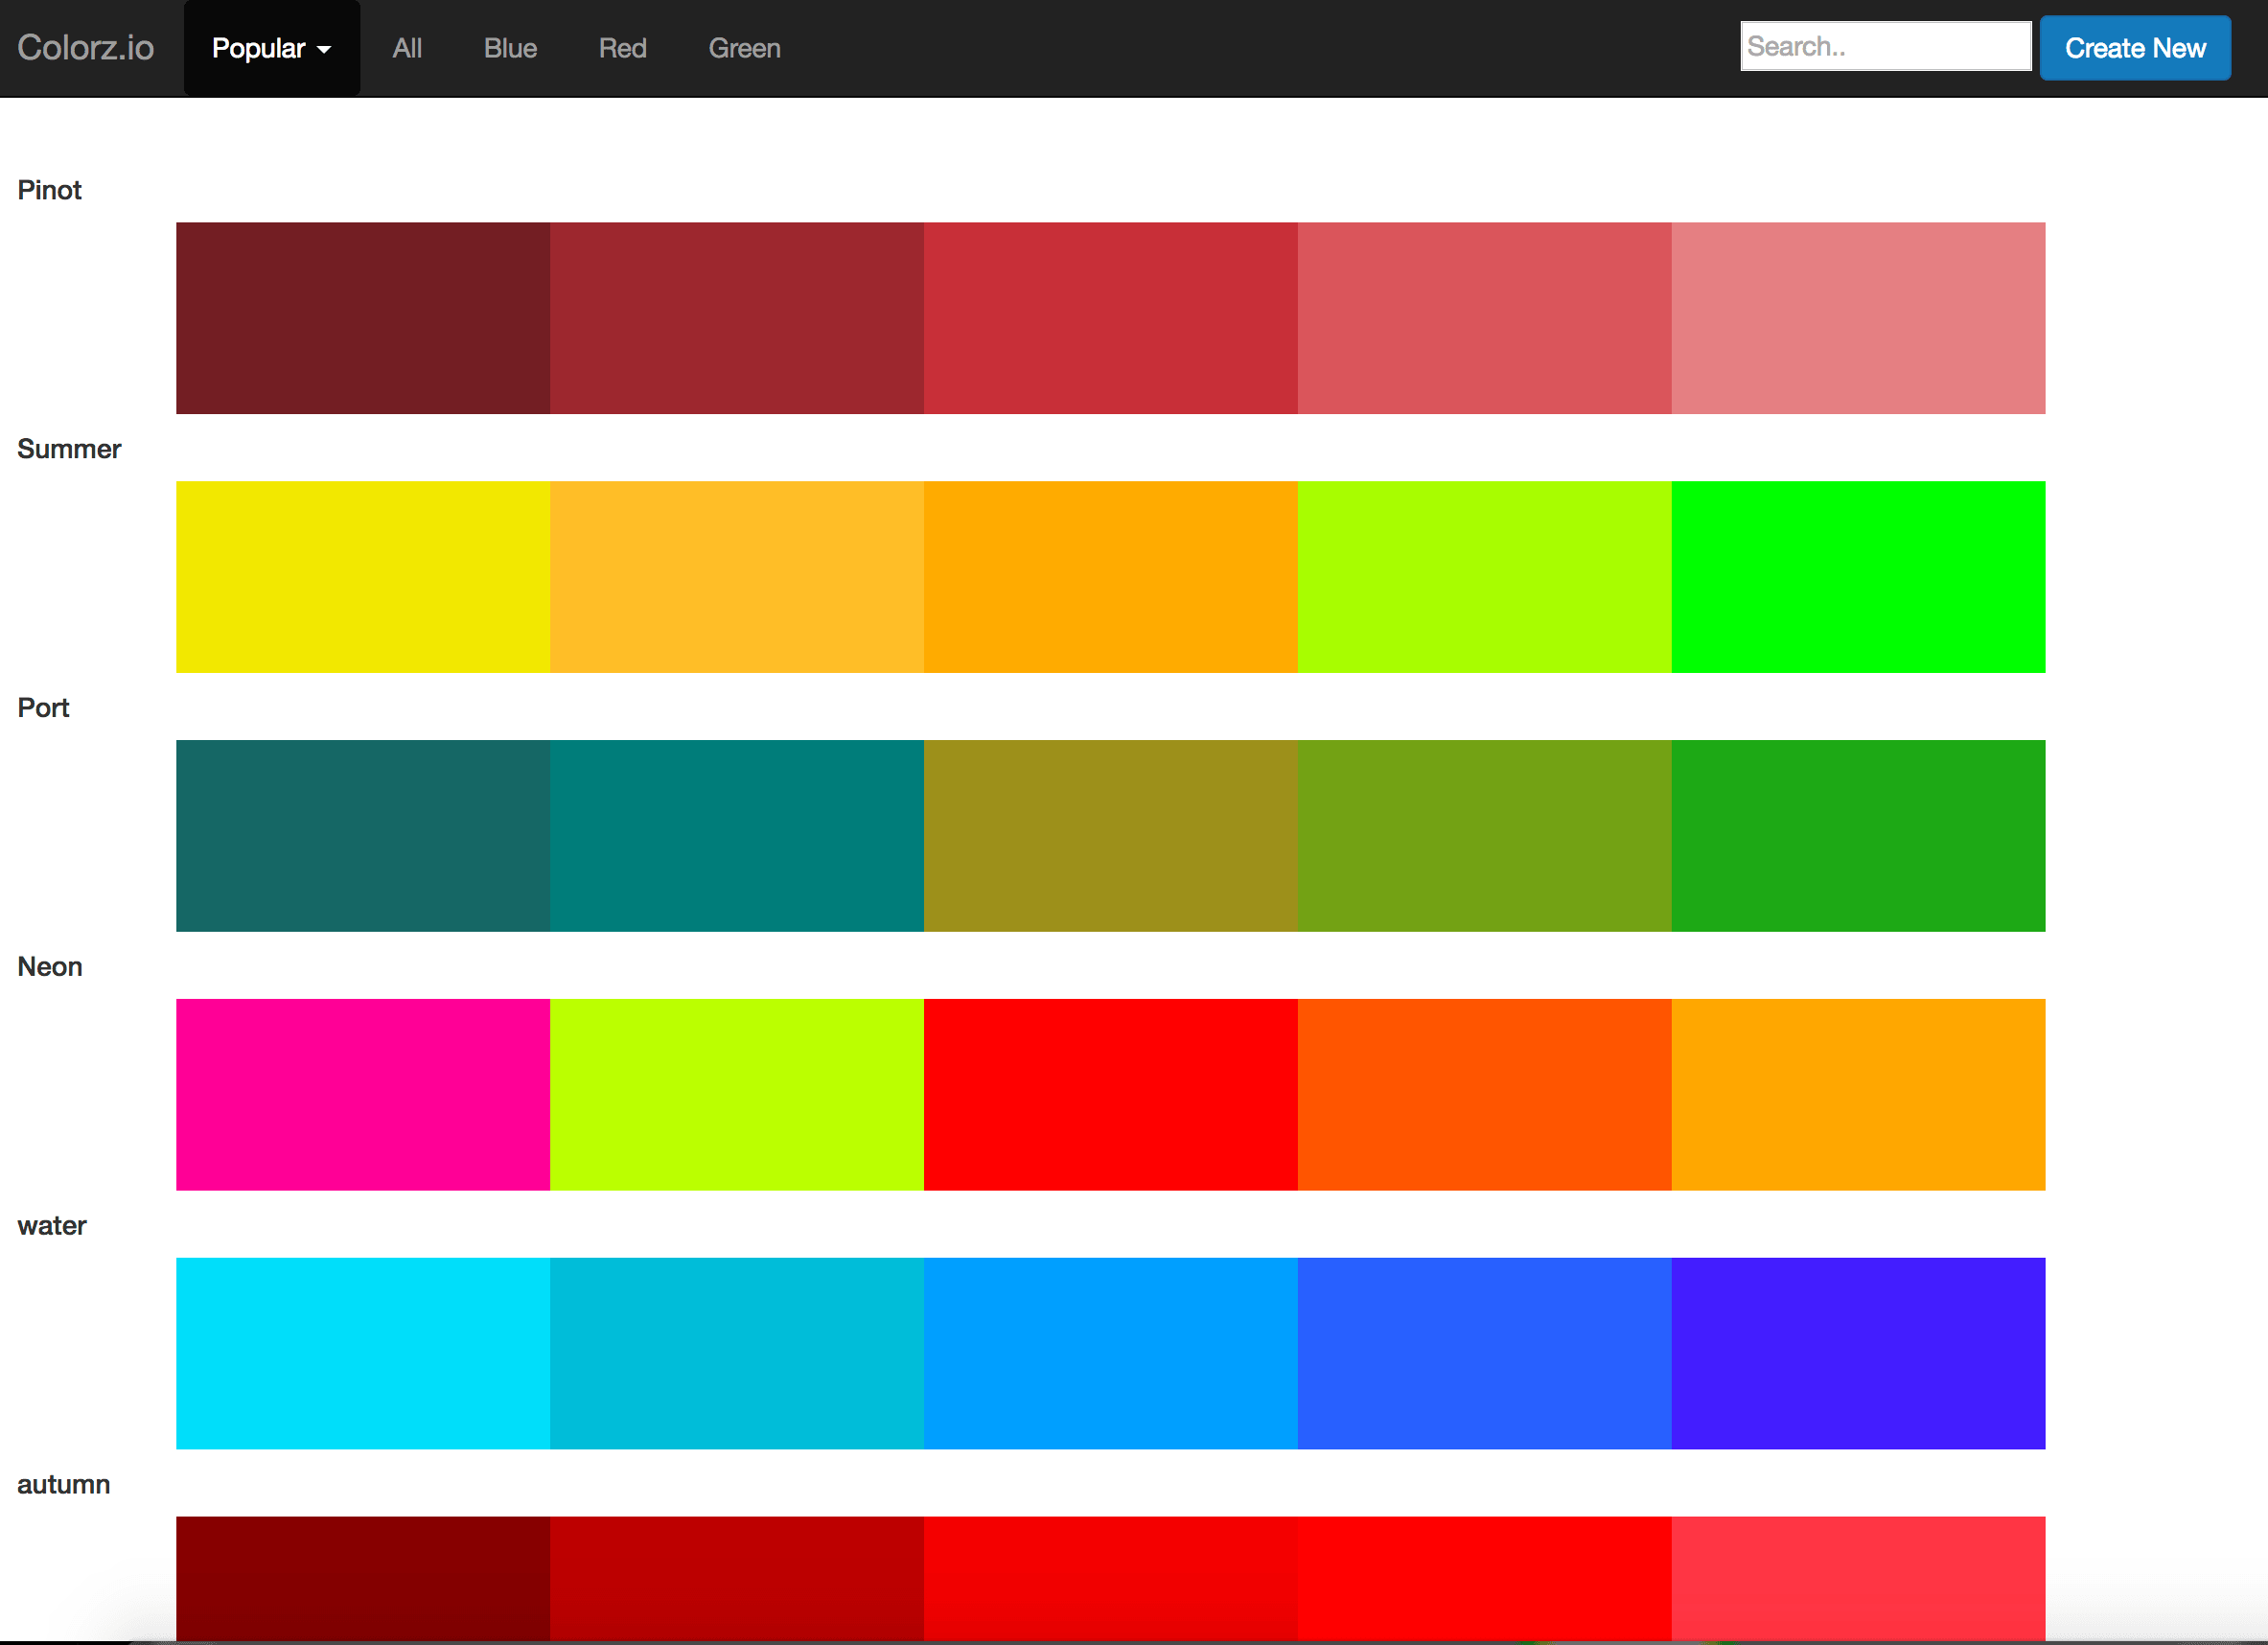 Colorz.io Popular All Blue Red Green Search.. Create New
Pinot
Summer
Port
Neon
water
autumn